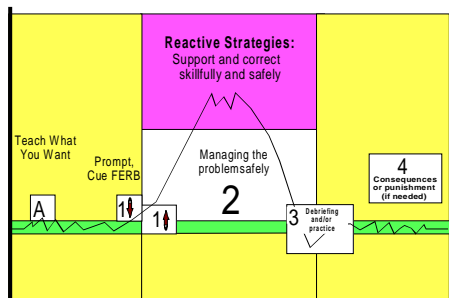 Reactive Strategies:
Support and correct
skillfully and safely
Teach What
You Want
Prompt,
Cue FERB
Managing the
problemsafely
2
4
Consequences
or punishment
(if needed)
A
1
1
3
Debriefing
and/or
practice